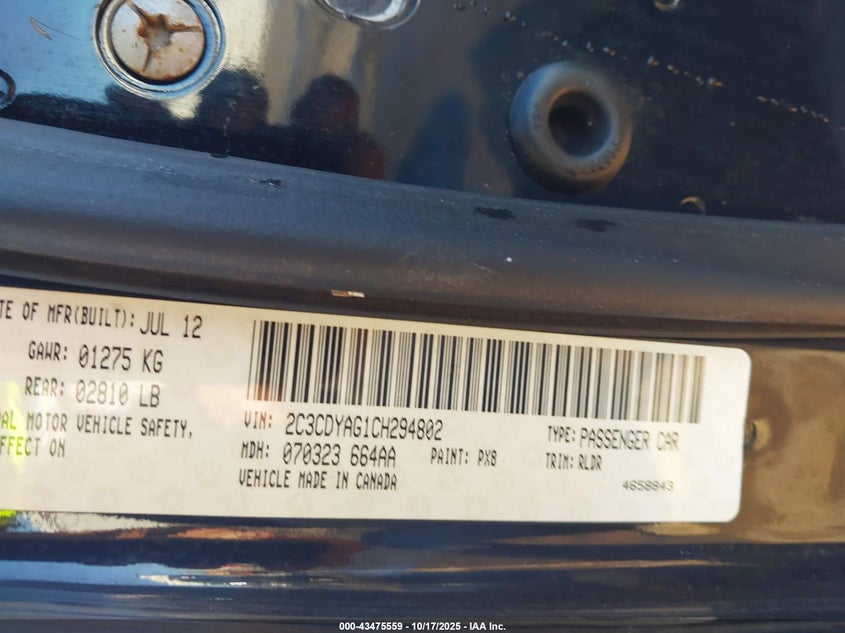 TE OF MFR(BUILT): JUL 12
GAWR: 01275 KG
REAR: 02810 LB
AL MOTOR VEHICLE SAFETY,
FFECT ON
VIN: 2C3CDYAG1CH294802
TYPE: PASSENGER CAR
MDH: 070323 664AA
PAINT: PX8
TRIM: RLDR
VEHICLE MADE IN CANADA
4658843
000-43475559 - 10/17/2025 - IAA Inc.